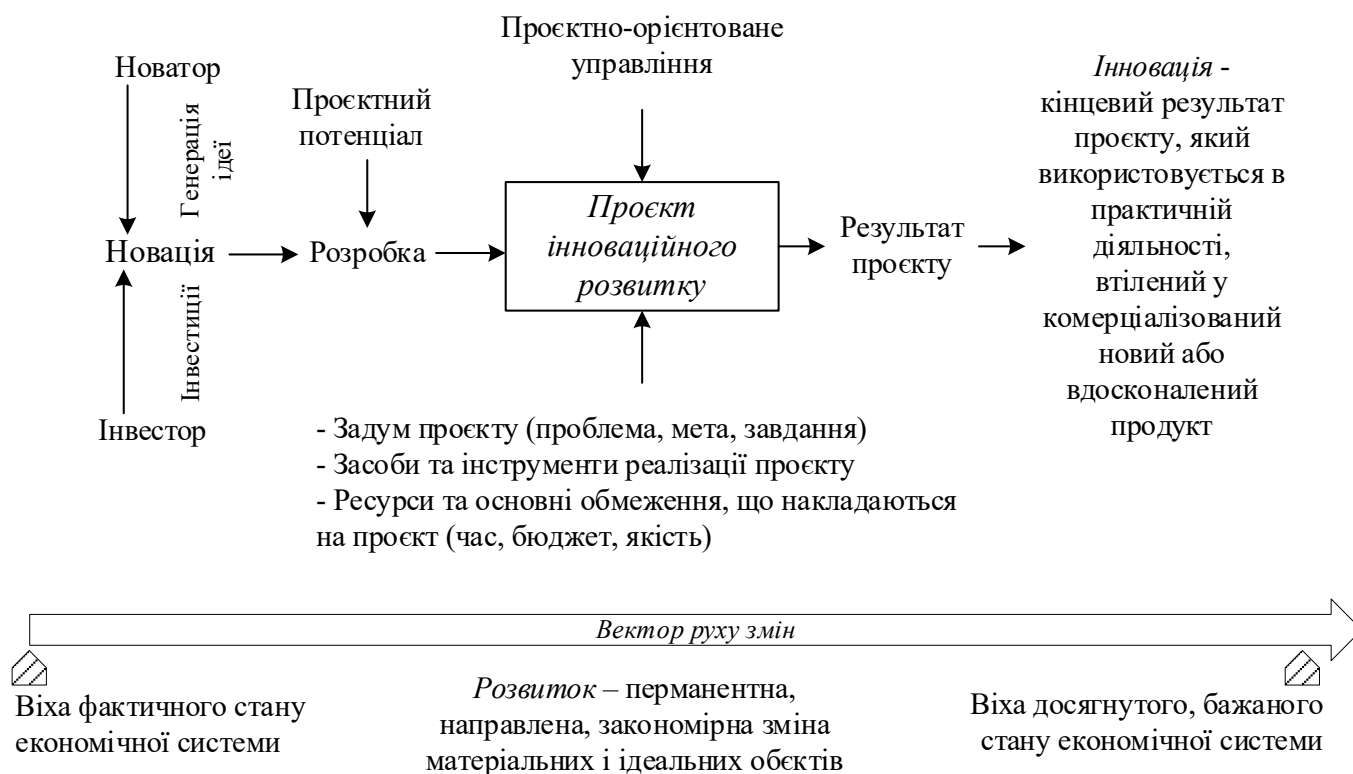 Новатор
Генерація
ідеї
Новація
Інвестиції
Інвестор
Проєктний
потенціал
Розробка
Проєктно-орієнтоване
управління
Проєкт
інноваційного
розвитку
- Задум проєкту (проблема, мета, завдання)
- Засоби та інструменти реалізації проєкту
- Ресурси та основні обмеження, що накладаються
на проєкт (час, бюджет, якість)
Результат
проєкту
Інновація -
кінцевий результат
проєкту, який
використовується в
практичній
діяльності,
втілений у
комерціалізований
новий або
вдосконалений
продукт
Вектор руху змін
Віха фактичного стану
економічної системи
Розвиток – перманентна,
направлена, закономірна зміна
матеріальних і ідеальних обєктів
Віха досягнутого, бажаного
стану економічної системи